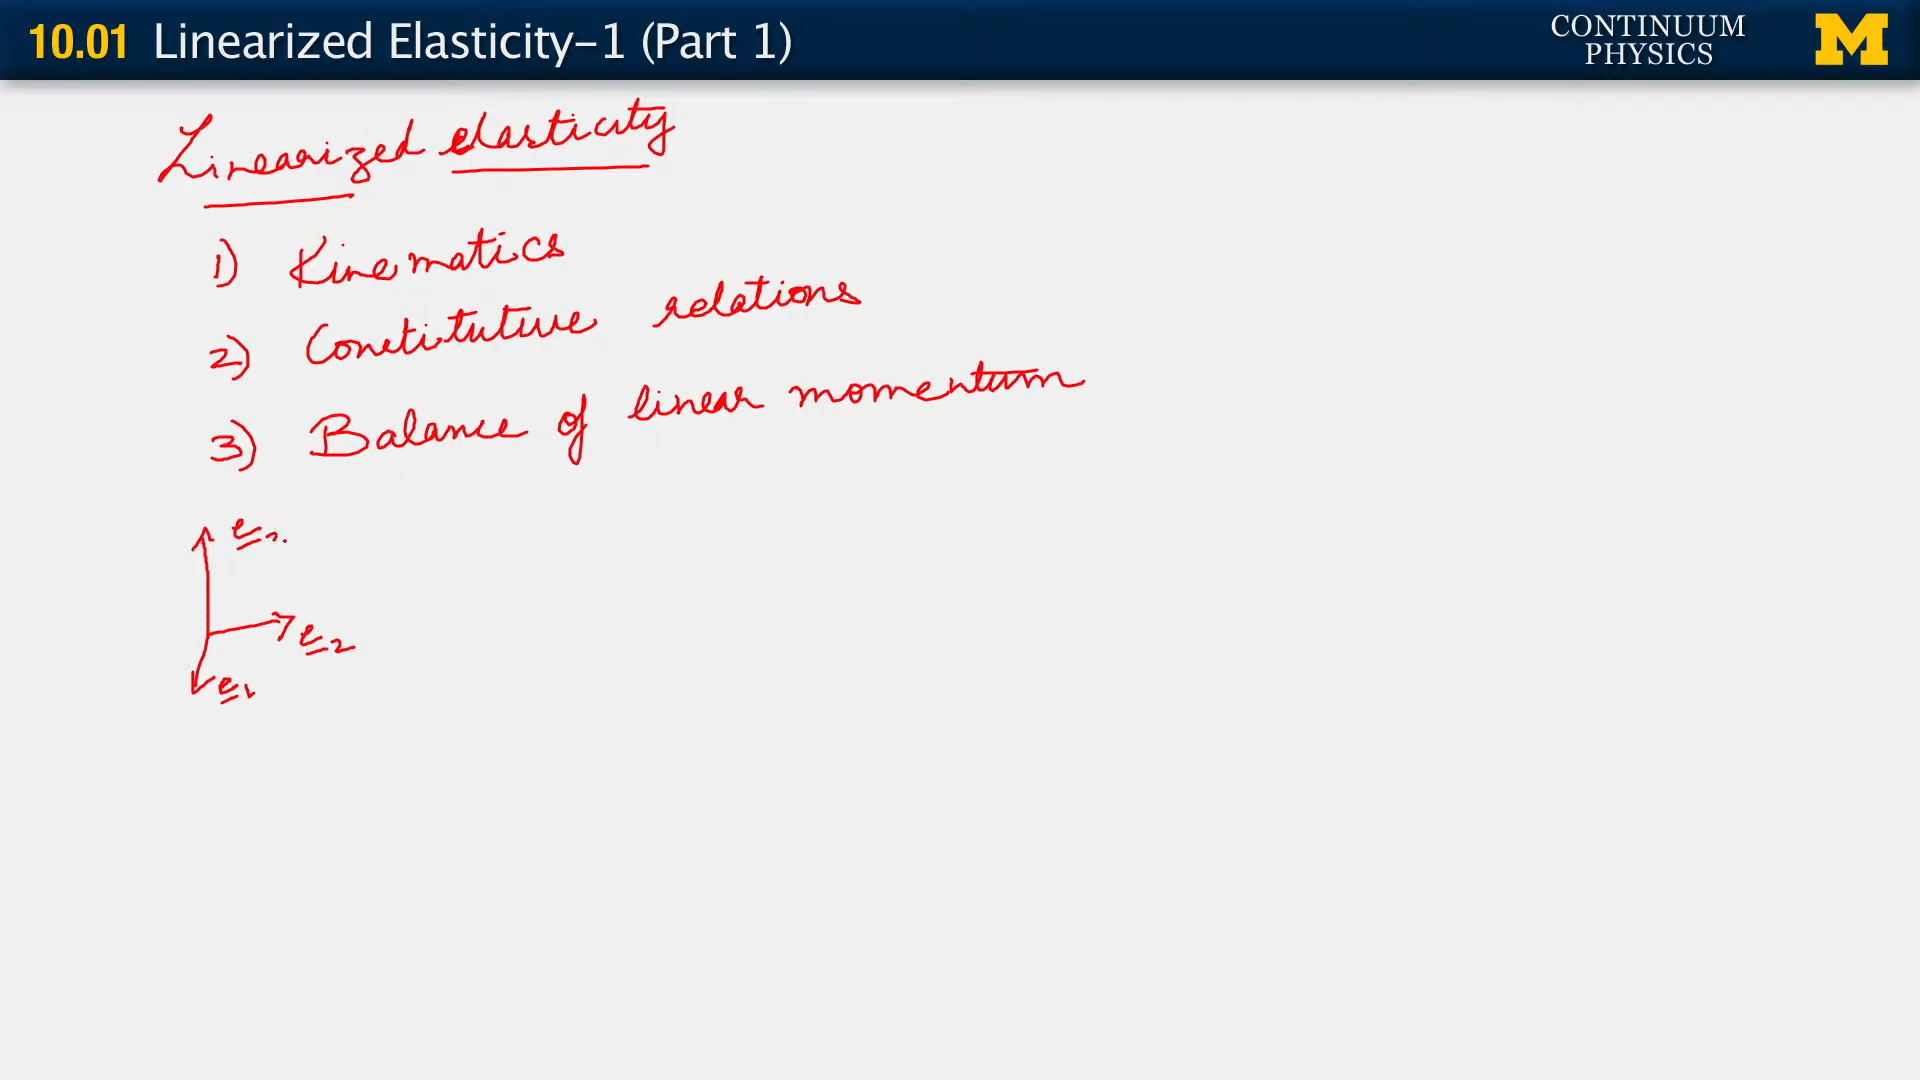 10.01 Linearized Elasticity-1 (Part 1)
CONTINUUM
PHYSICS
M
Linearized elasticity
1) Kinematics
2) Constitutive relations
3) Balance of linear momentum
e
e2
e1